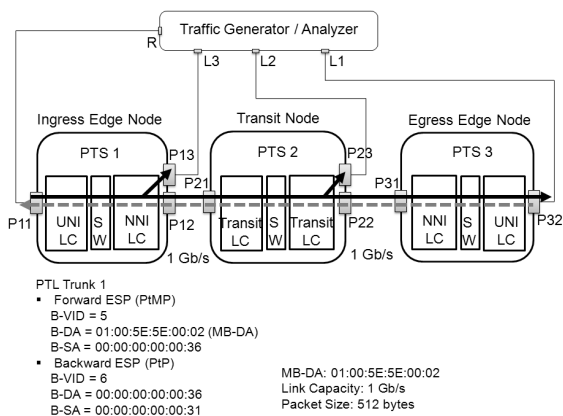 Traffic Generator / Analyzer
R
L3
L2
L1
Ingress Edge Node
Transit Node
Egress Edge Node
PTS 1
P13
PTS 2
P23
PTS 3
P21
P31
P11
UNI LC
S W
NNI LC
P12
Transit LC
S W
Transit LC
P22
NNI LC
S W
UNI LC
P32
1 Gb/s
1 Gb/s
PTL Trunk 1
▪ Forward ESP (PtMP)
B-VID = 5
B-DA = 01:00:5E:5E:00:02 (MB-DA)
B-SA = 00:00:00:00:00:36
▪ Backward ESP (PtP)
B-VID = 6
B-DA = 00:00:00:00:00:36
B-SA = 00:00:00:00:00:31
MB-DA: 01:00:5E:5E:00:02
Link Capacity: 1 Gb/s
Packet Size: 512 bytes